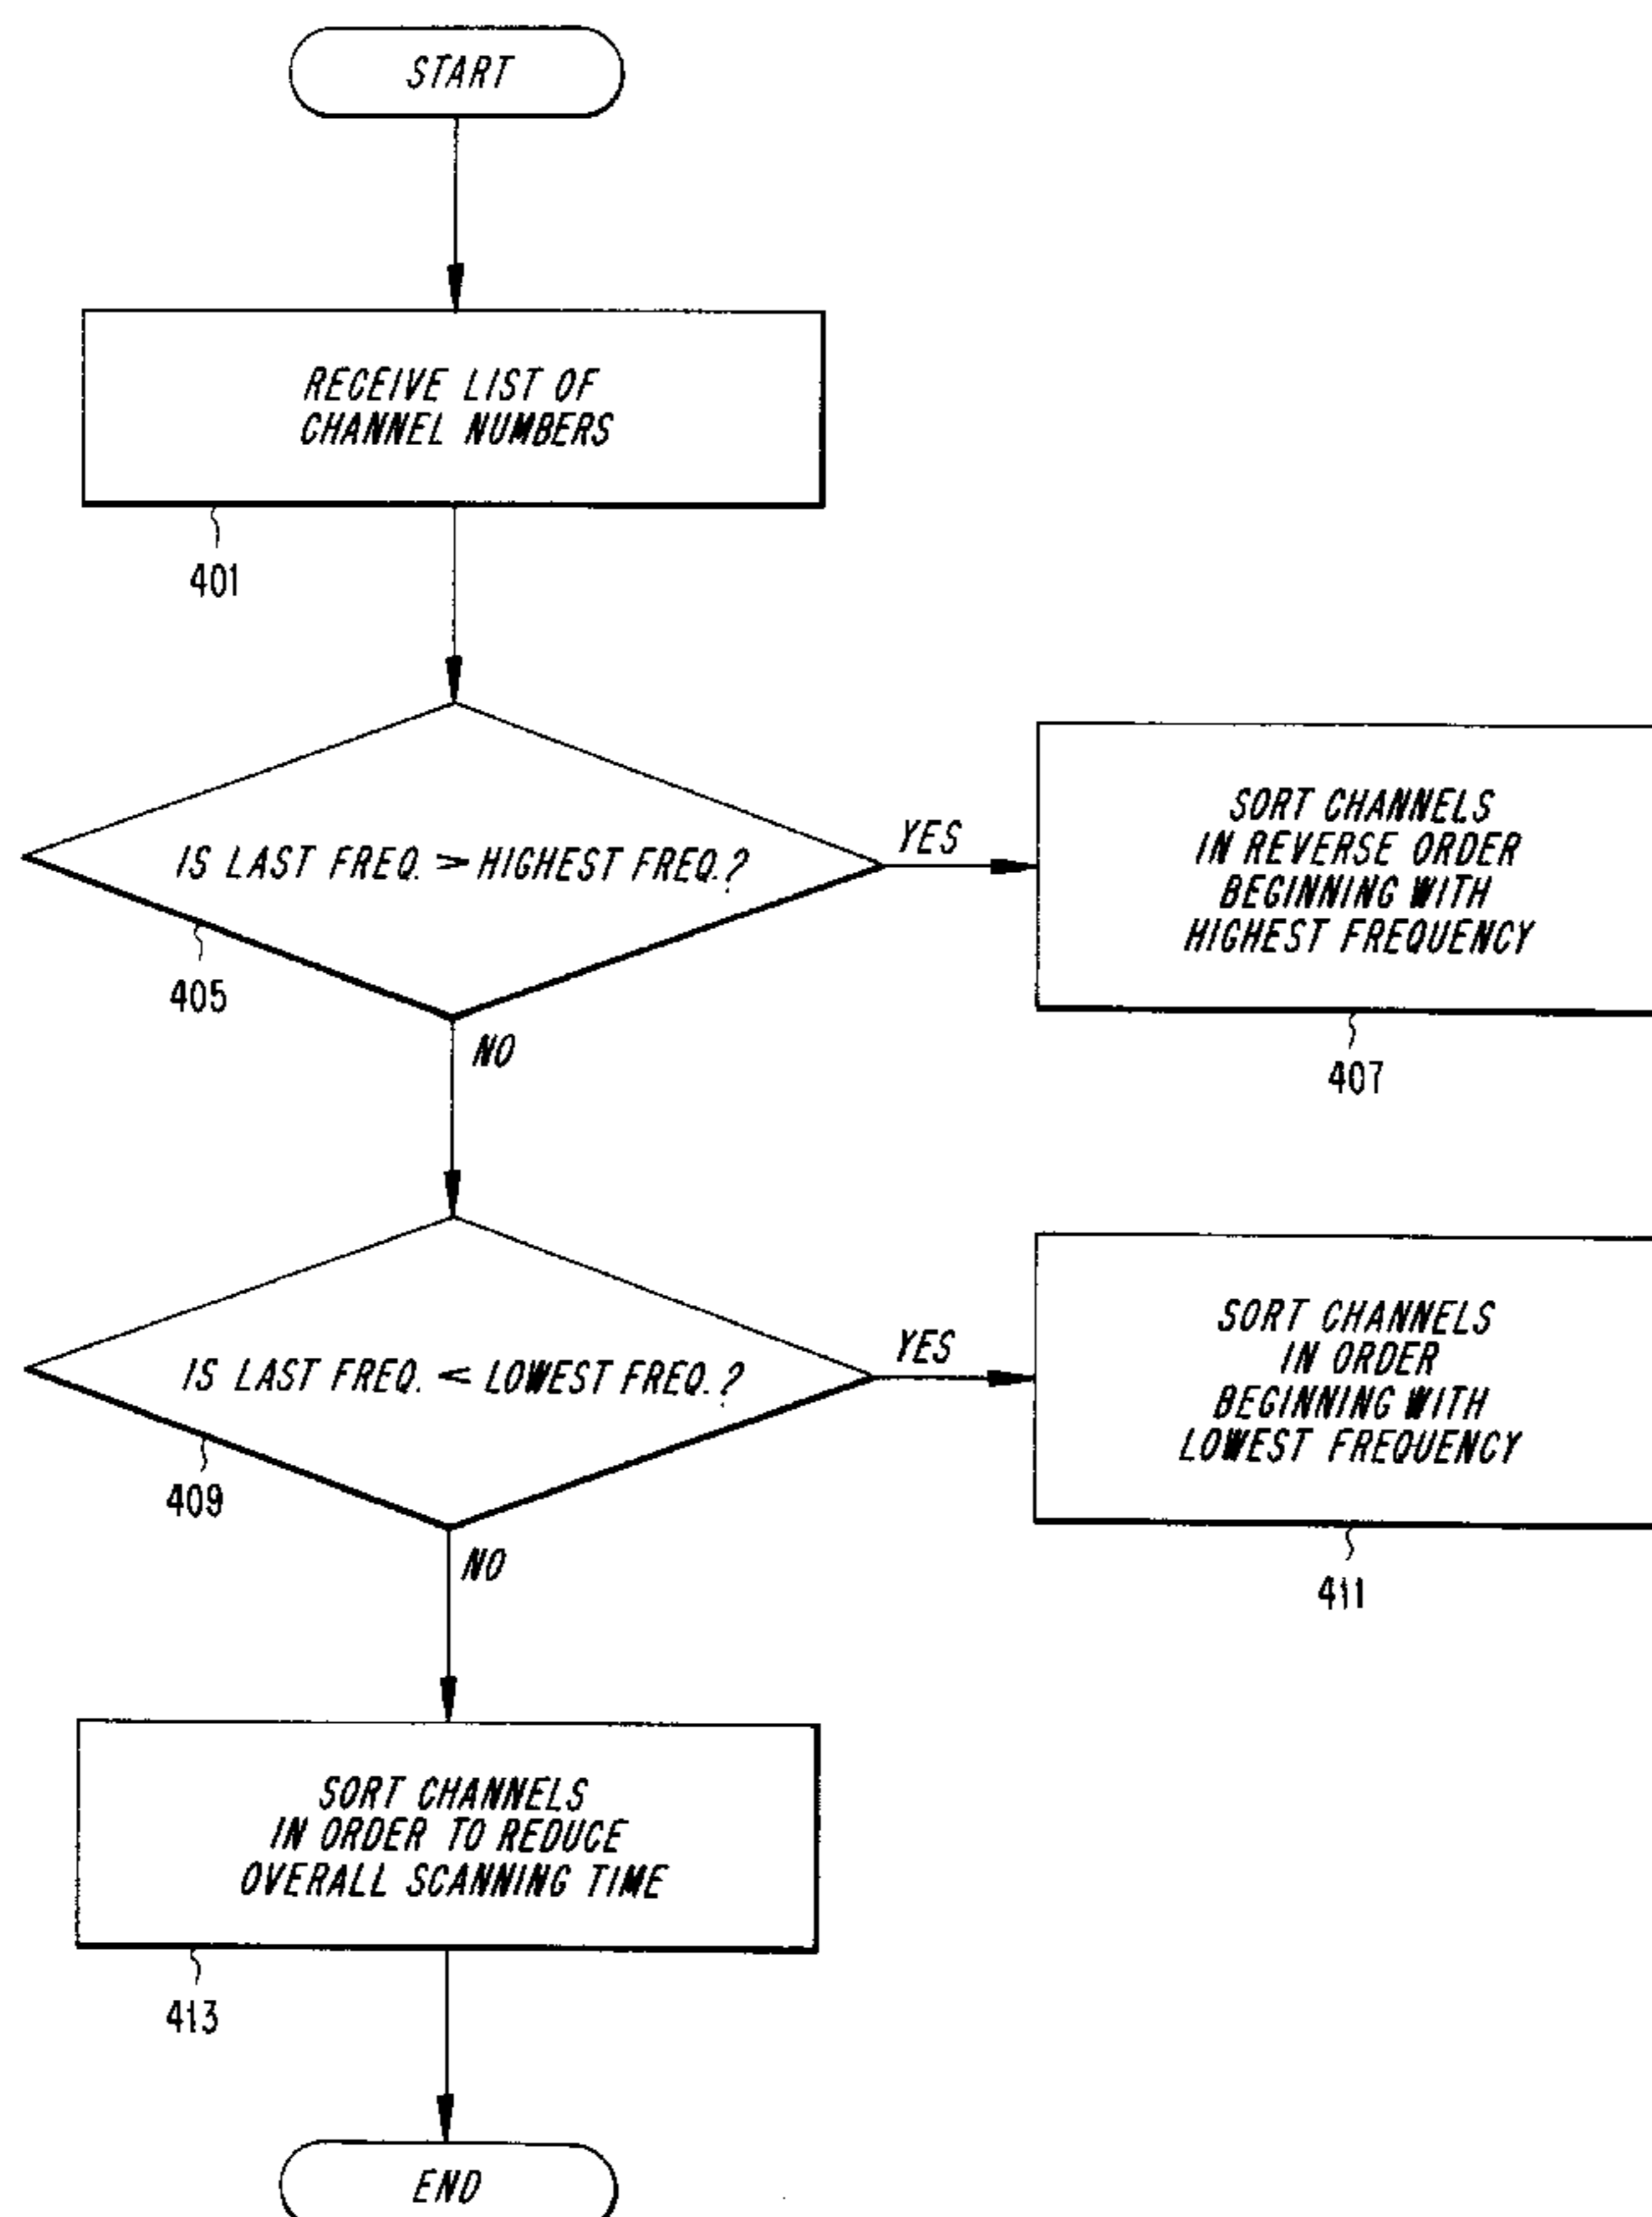 START
RECEIVE LIST OF
CHANNEL NUMBERS
401
IS LAST FREQ. > HIGHEST FREQ.?
YES
405
NO
SORT CHANNELS
IN REVERSE ORDER
BEGINNING WITH
HIGHEST FREQUENCY
407
IS LAST FREQ. < LOWEST FREQ.?
YES
409
NO
SORT CHANNELS
IN ORDER
BEGINNING WITH
LOWEST FREQUENCY
411
SORT CHANNELS
IN ORDER TO REDUCE
OVERALL SCANNING TIME
413
END